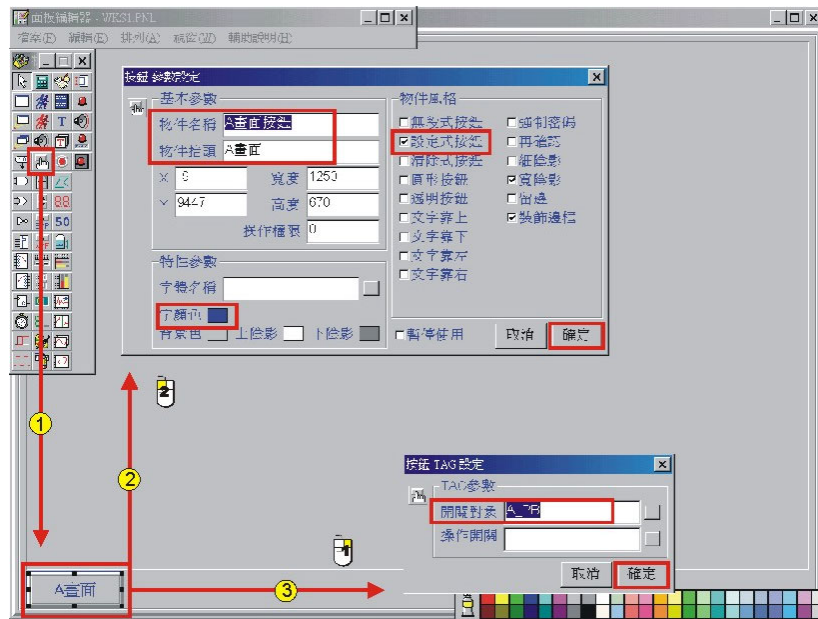 面板編輯器 - WKS1.PNL
檔案(F) 編輯(E) 排列(A) 視窗(W) 輔助說明(H)
按鈕 參數設定
基本參數
物件名稱 A畫面按鈕
物件抬頭 A畫面
X 寬度 1250
Y 9447 高度 670
操作權限 0
特性參數
字體名稱
字顏色
背景色 上陰影 下陰影
物件風格
無段式按鈕 強制密碼
設定式按鈕 再確認
清除式按鈕 細陰影
圓形按鈕 寬陰影
透明按鈕 留邊
文字靠上 裝飾邊框
文字靠下
文字靠左
文字靠右
暫停使用 取消 確定
T
88
50
1
2
2
按鈕 TAG 設定
TAG參數
開關對象 A_PB
操作開關
取消 確定
1
3
A畫面